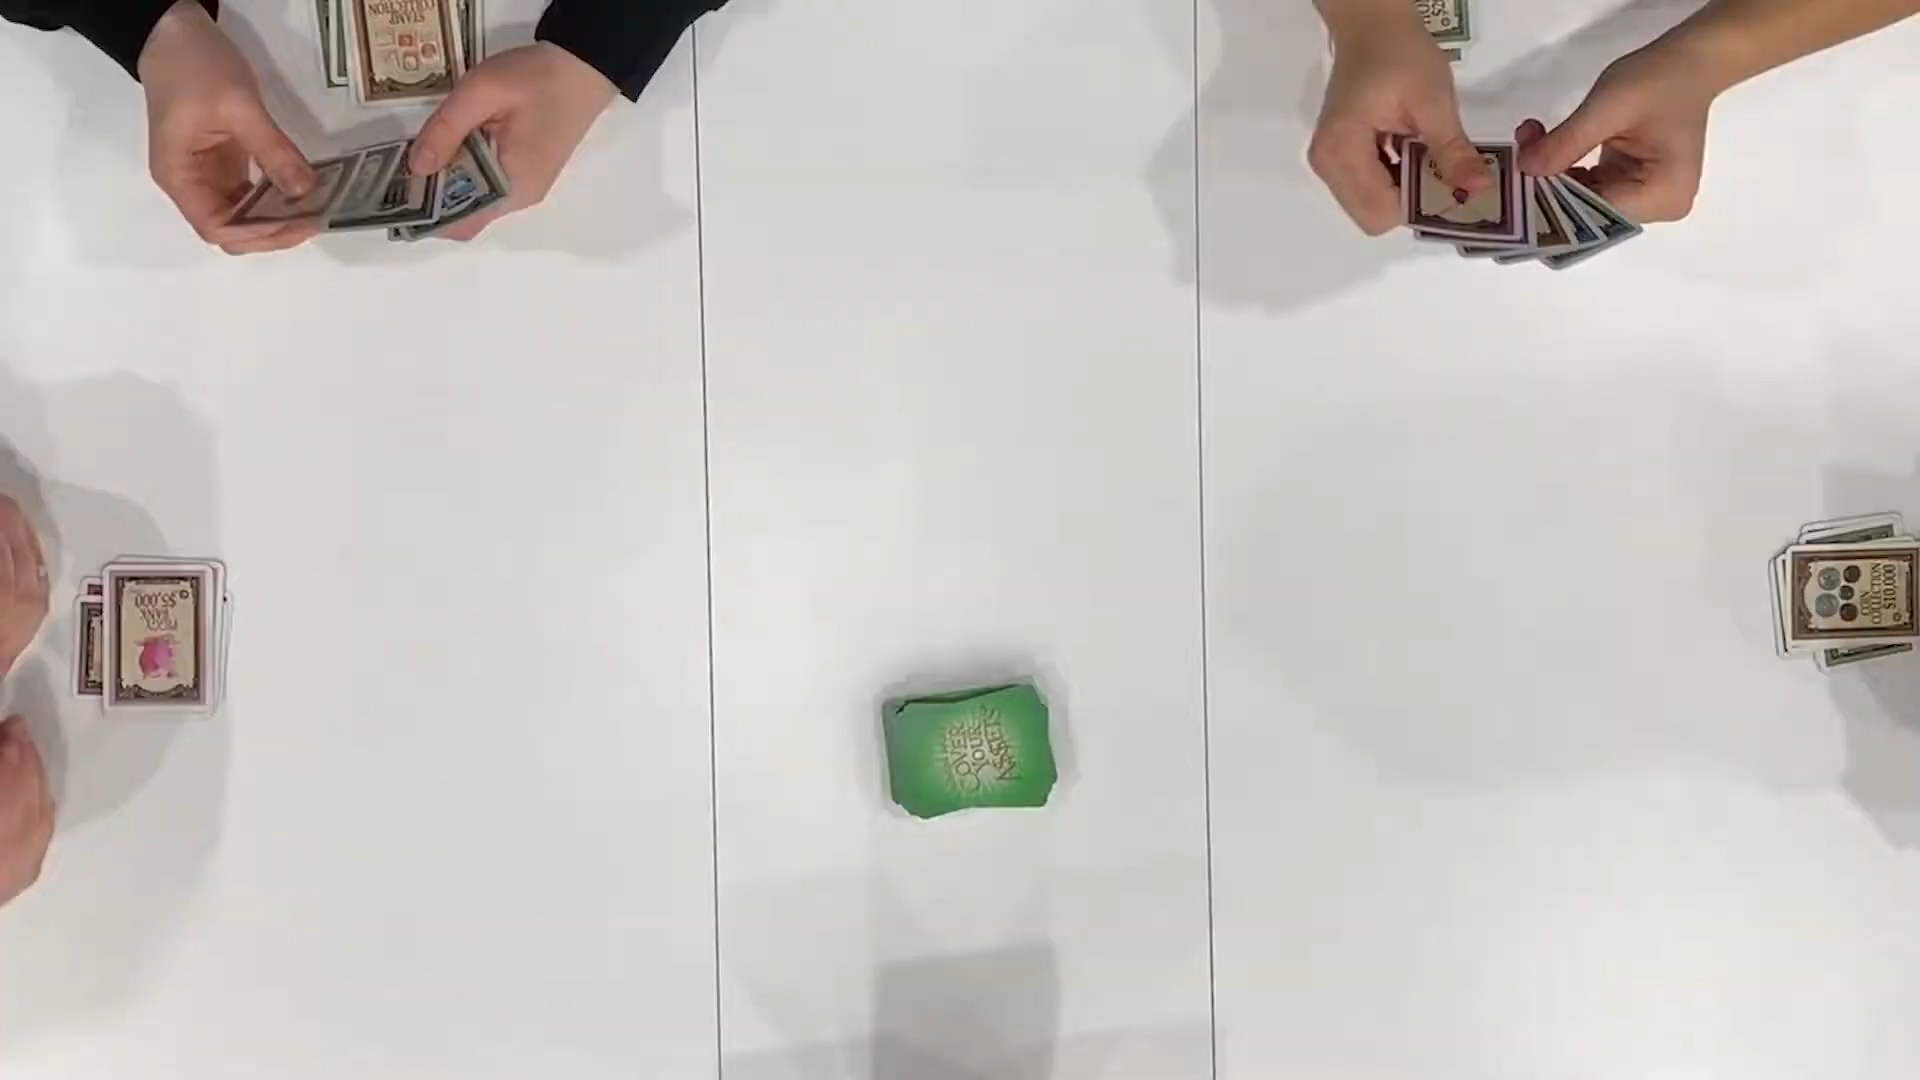 STAMP
COLLECTION
$5,000
PIGGY
BANK
COVER
YOUR
ASSETS
COIN
COLLECTION
$10,000